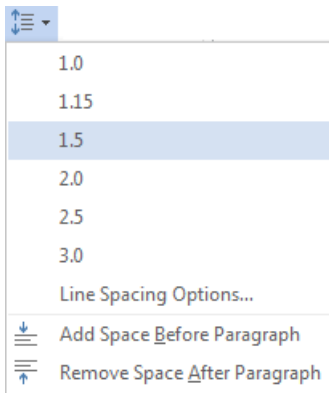 1.0
1.15
1.5
2.0
2.5
3.0
Line Spacing Options...
Add Space Before Paragraph
Remove Space After Paragraph